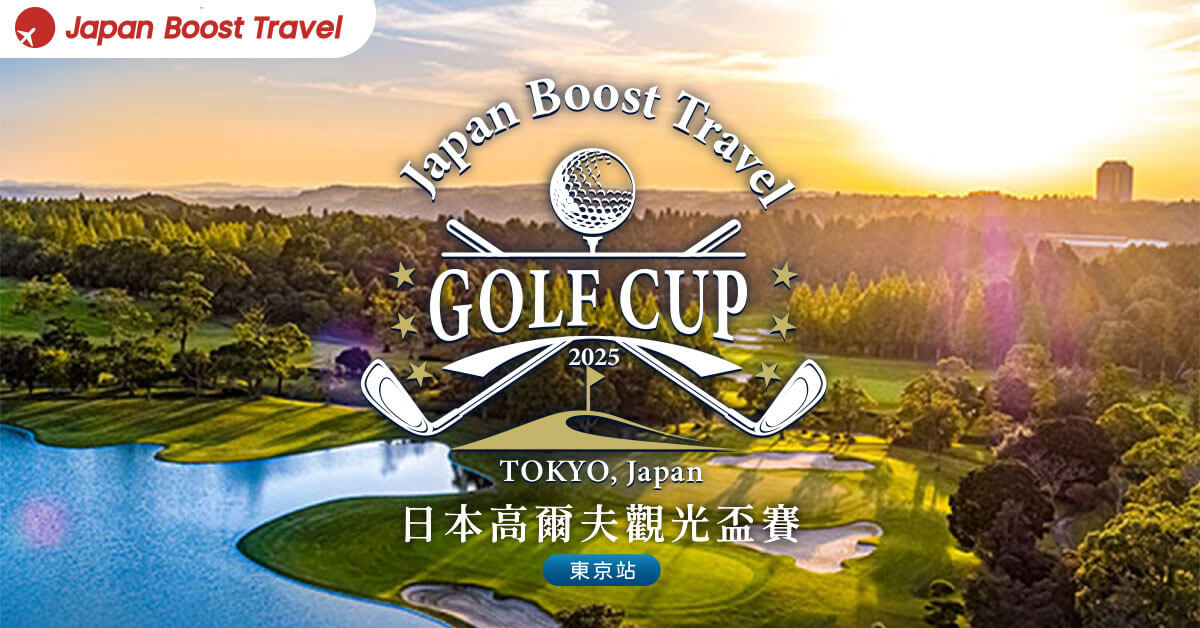 Japan Boost Travel
Japan Boost Travel
GOLF CUP
2025
TOKYO, Japan
日本高爾夫觀光盃賽
東京站